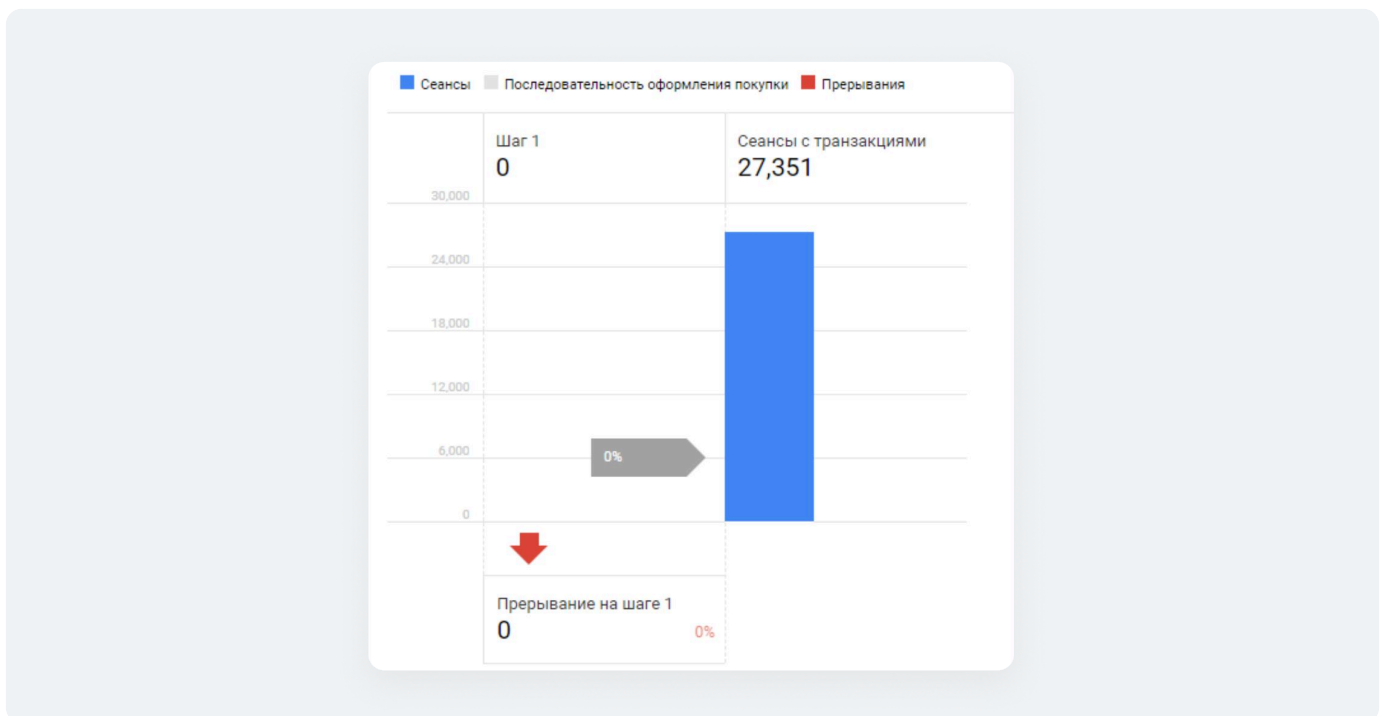 Сеансы Последовательность оформления покупки Прерывания
Шаг 1
0
Сеансы с транзакциями
27,351
30,000
24,000
18,000
12,000
6,000
0
0%
Прерывание на шаге 1
0
0%